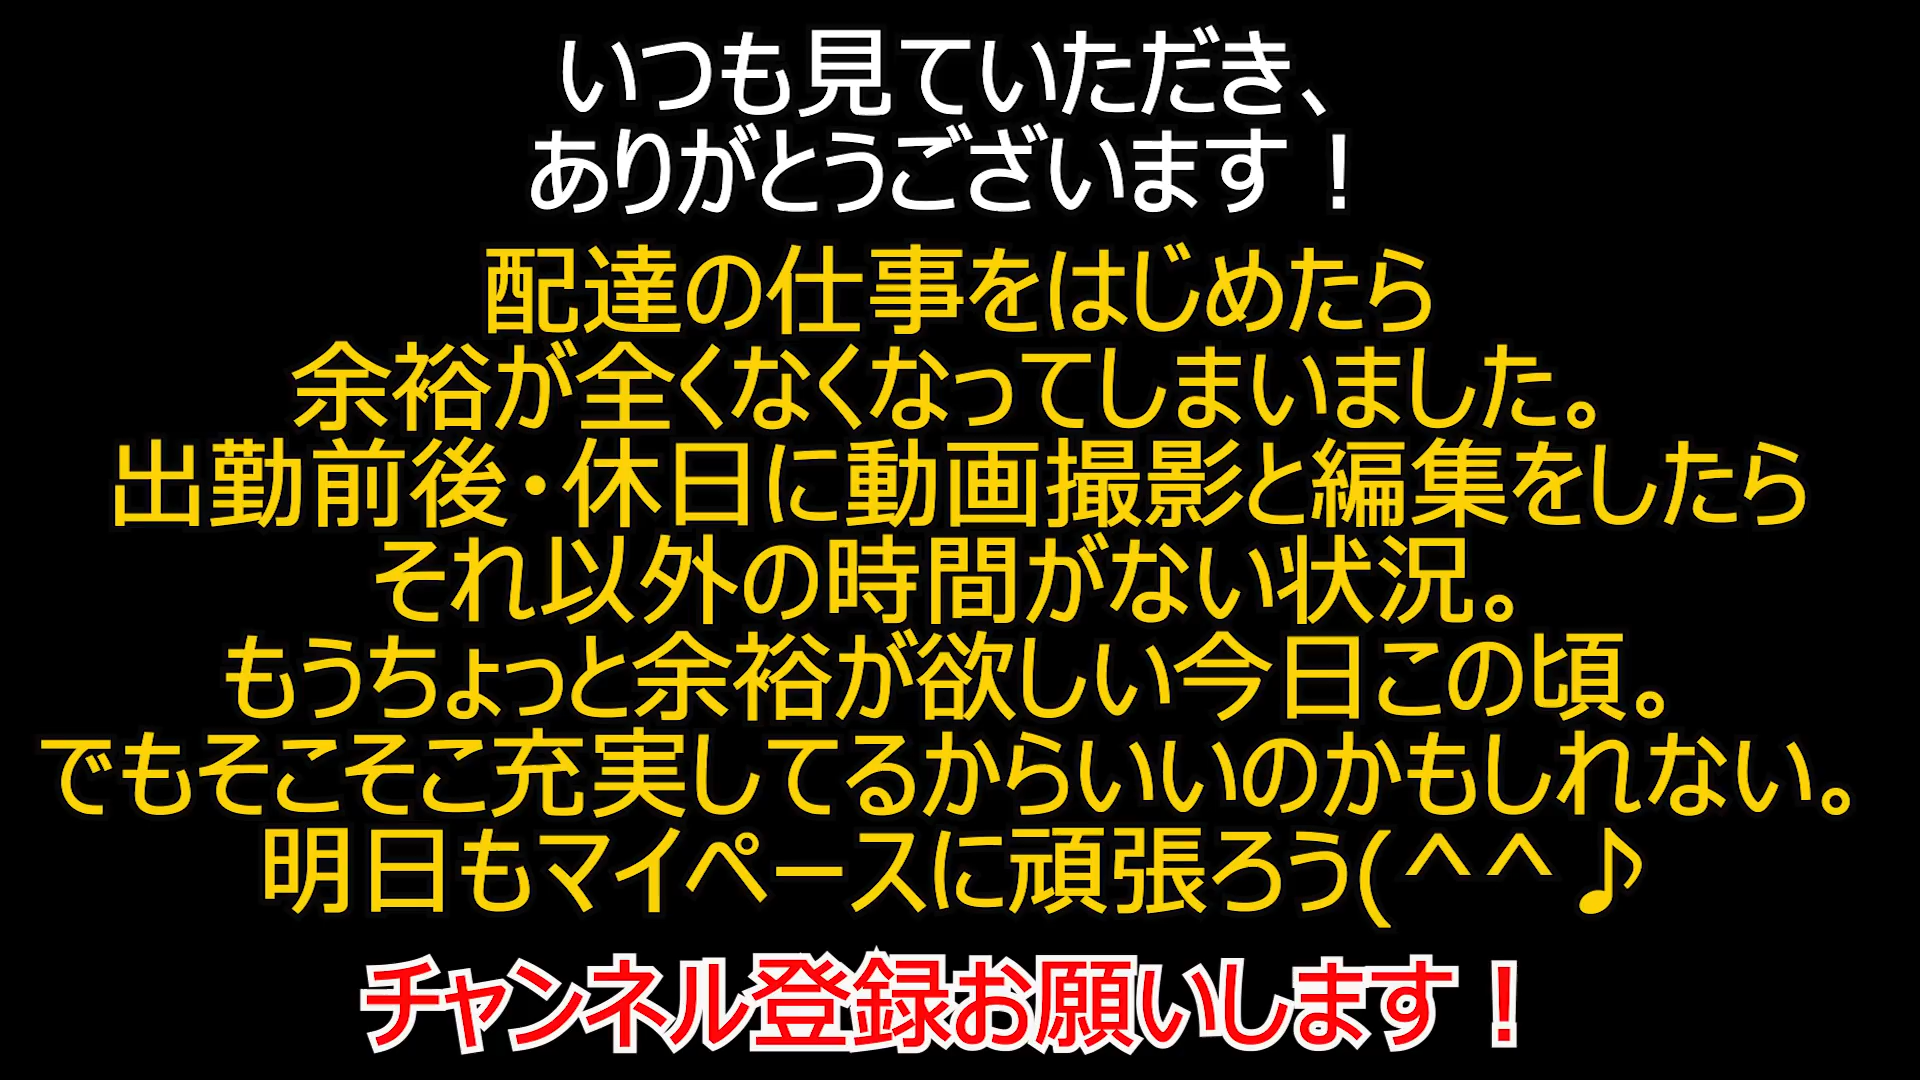 いつも見ていただき、
ありがとうございます！
配達の仕事をはじめたら
余裕が全くなくなってしまいました。
出勤前後・休日に動画撮影と編集をしたら
それ以外の時間がない状況。
もうちょっと余裕が欲しい今日この頃。
でもそこそこ充実してるからいいのかもしれない。
明日もマイペースに頑張ろう(＾＾♪
チャンネル登録お願いします！